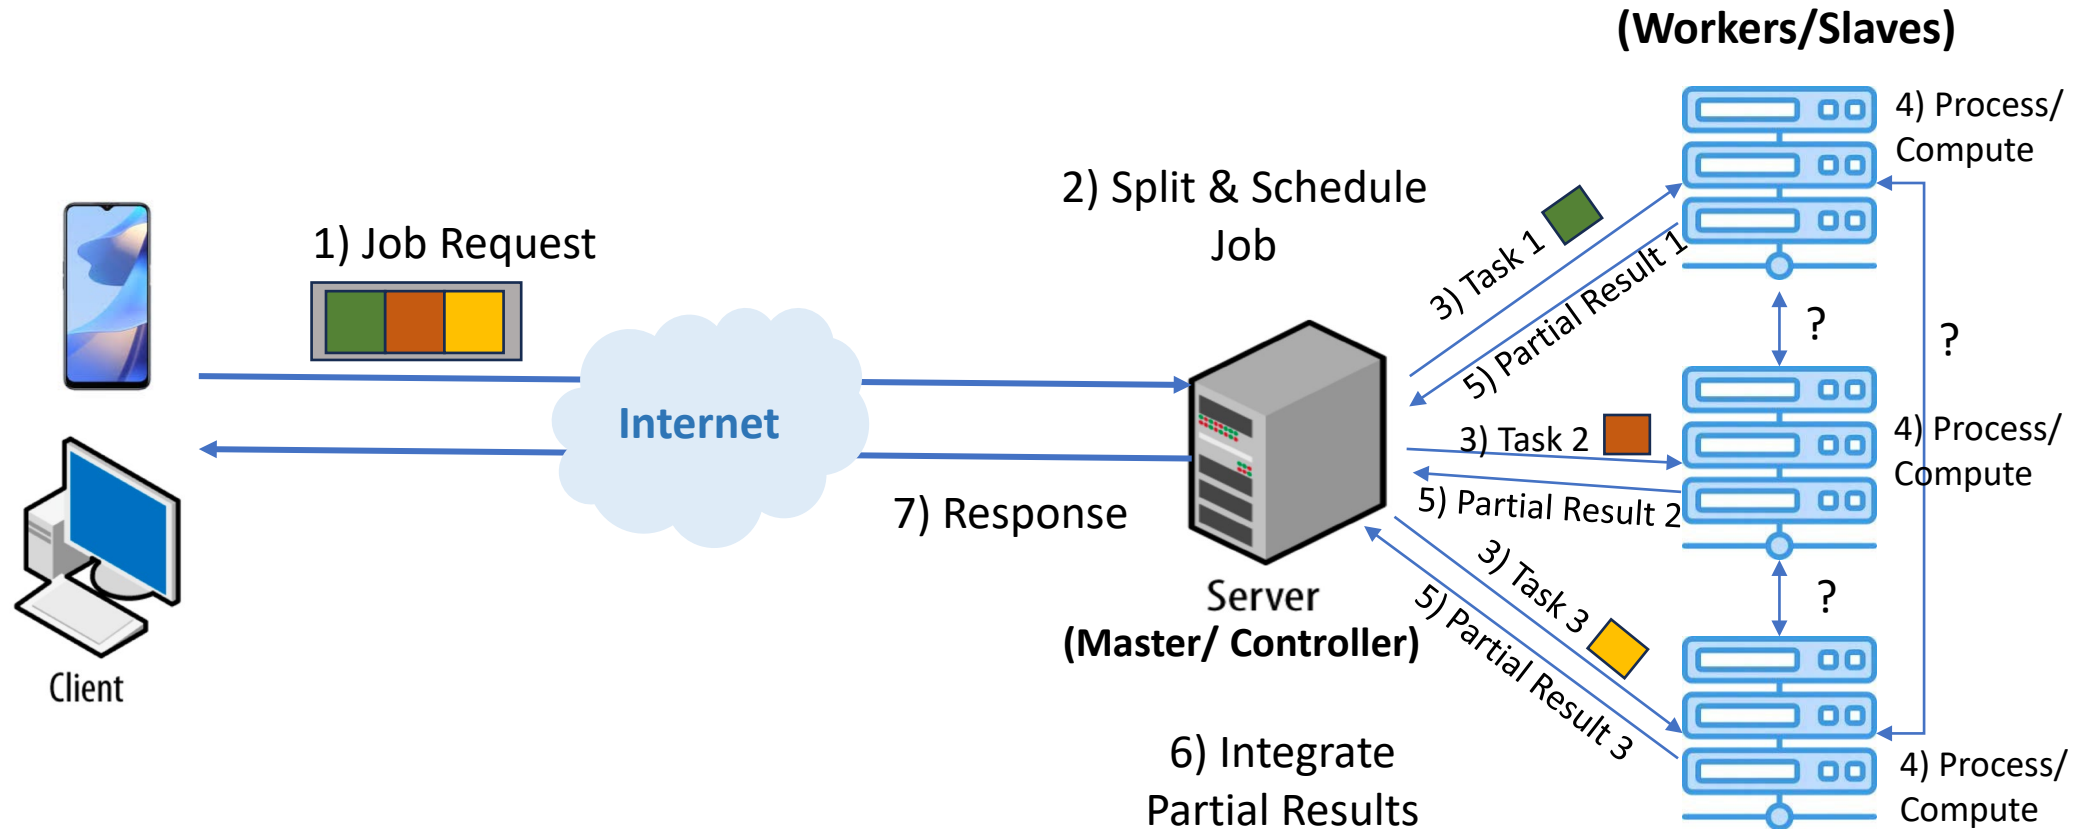 (Workers/Slaves)
4) Process/
Compute
2) Split & Schedule
Job
1) Job Request
3) Task 1
5) Partial Result 1
?
?
Internet
3) Task 2
4) Process/
Compute
5) Partial Result 2
7) Response
3) Task 3
?
Server
(Master/ Controller)
5) Partial Result 3
Client
6) Integrate
Partial Results
4) Process/
Compute